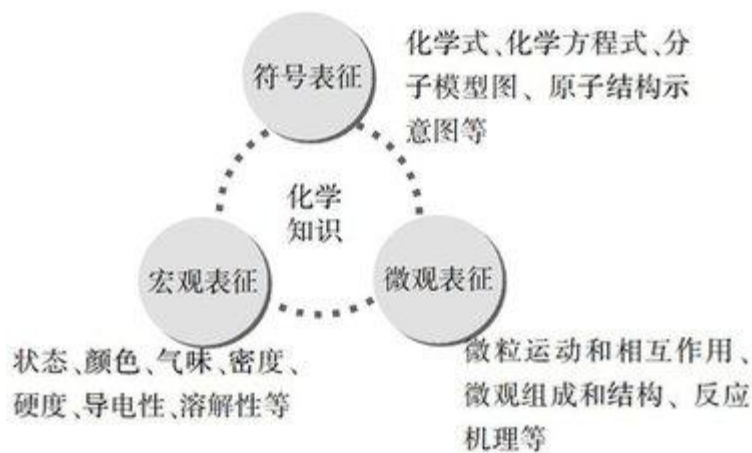 符号表征
化学式、化学方程式、分
子模型图、原子结构示
意图等
化学
知识
宏观表征
微观表征
状态、颜色、气味、密度、
硬度、导电性、溶解性等
微粒运动和相互作用、
微观组成和结构、反应
机理等